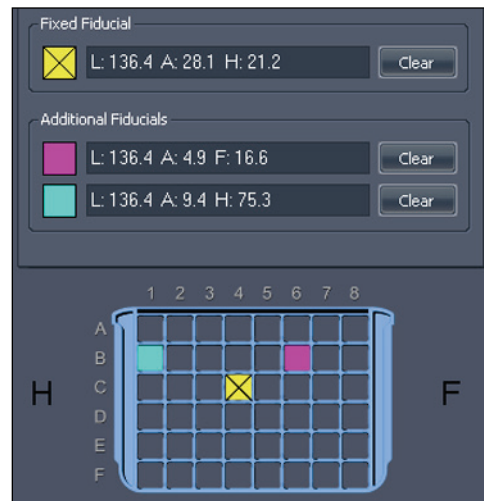 Fixed Fiducial
L: 136.4 A: 28.1 H: 21.2 Clear
Additional Fiducials
L: 136.4 A: 4.9 F: 16.6 Clear
L: 136.4 A: 9.4 H: 75.3 Clear
1 2 3 4 5 6 7 8
A
B
H C F
D
E
F